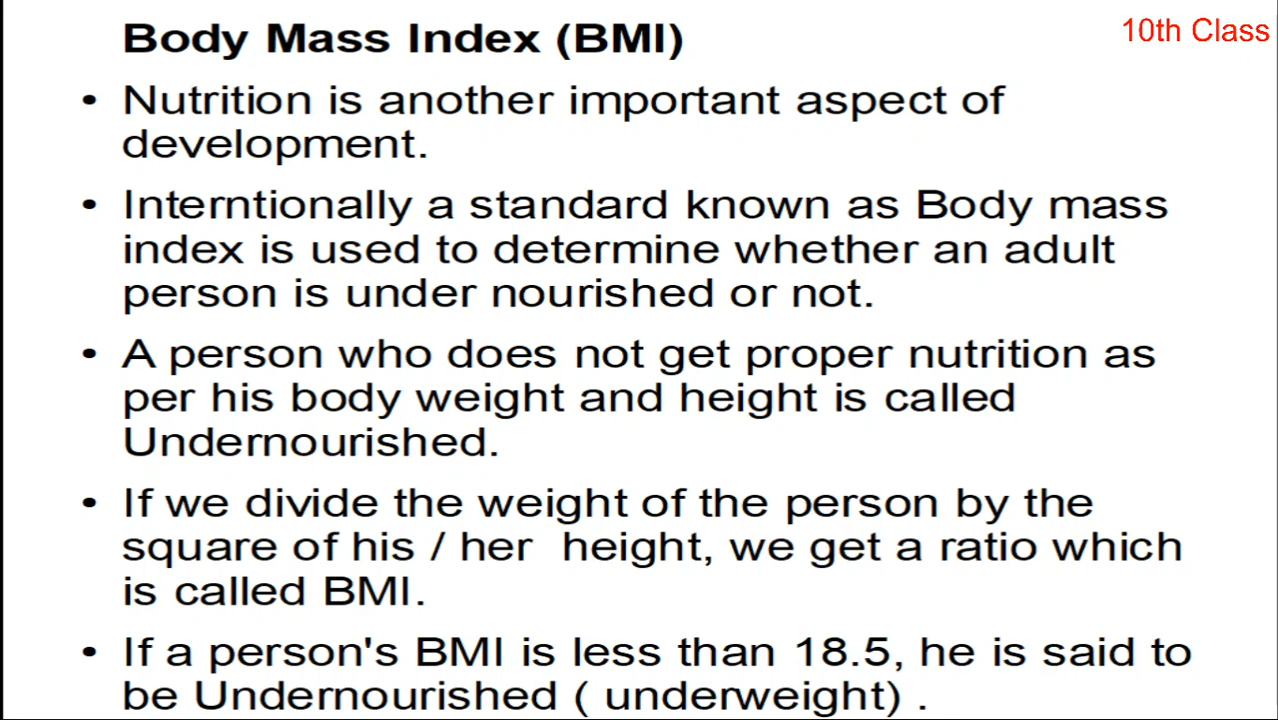 Body Mass Index (BMI)
10th Class
• Nutrition is another important aspect of
development.
• Interntionally a standard known as Body mass
index is used to determine whether an adult
person is under nourished or not.
• A person who does not get proper nutrition as
per his body weight and height is called
Undernourished.
• If we divide the weight of the person by the
square of his / her  height, we get a ratio which
is called BMI.
• If a person's BMI is less than 18.5, he is said to
be Undernourished ( underweight) .